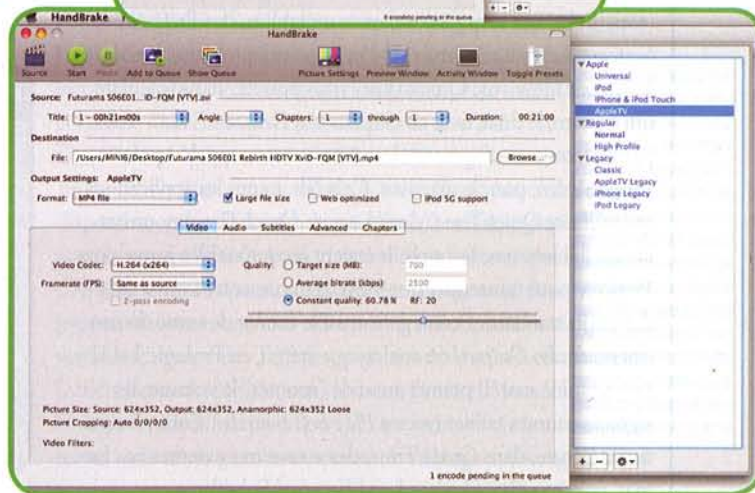 HandBrake
6 encode(s) pending in the queue
HandBrake
Source Start Pause Add to Queue Show Queue Picture Settings Preview Window Activity Window Toggle Presets
Source: Futurama S06E01...iD-FQM [VTV].avi
Title: 1 - 00h21m00s Angle: Chapters: 1 through 1 Duration: 00:21:00
Destination
File: /Users/MINI6/Desktop/Futurama S06E01 Rebirth HDTV XviD-FQM [VTV].mp4 Browse...
Output Settings: AppleTV
Format: MP4 file Large file size Web optimized iPod 5G support
Video Audio Subtitles Advanced Chapters
Video Codec: H.264 (x264) Quality: Target size (MB): 700
Framerate (FPS): Same as source Average bitrate (kbps): 2500
2-pass encoding Constant quality: 60.78 % RF: 20
Picture Size: Source: 624x352, Output: 624x352, Anamorphic: 624x352 Loose
Picture Cropping: Auto 0/0/0/0
Video Filters:
1 encode pending in the queue
Apple
Universal
iPod
iPhone & iPod Touch
AppleTV
Regular
Normal
High Profile
Legacy
Classic
AppleTV Legacy
iPhone Legacy
iPod Legacy